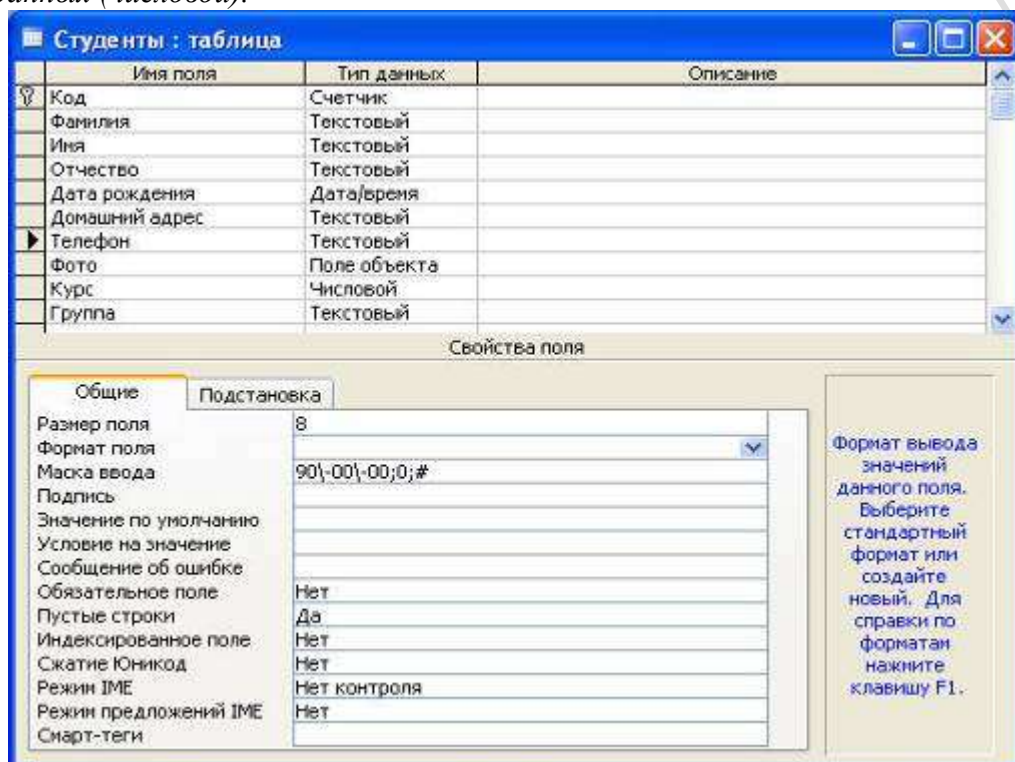 (числовой).
Студенты : таблица
Имя поля Тип данных Описание
Код Счетчик
Фамилия Текстовый
Имя Текстовый
Отчество Текстовый
Дата рождения Дата/время
Домашний адрес Текстовый
Телефон Текстовый
Фото Поле объекта
Курс Числовой
Группа Текстовый
Свойства поля
Общие Подстановка
Размер поля 8
Формат поля
Маска ввода 90\-00\-00;0;#
Подпись
Значение по умолчанию
Условие на значение
Сообщение об ошибке
Обязательное поле Нет
Пустые строки Да
Индексированное поле Нет
Сжатие Юникод Нет
Режим IME Нет контроля
Режим предложений IME Нет
Смарт-теги
Формат вывода
значений
данного поля.
Выберите
стандартный
формат или
создайте
новый. Для
справки по
форматам
нажмите
клавишу F1.